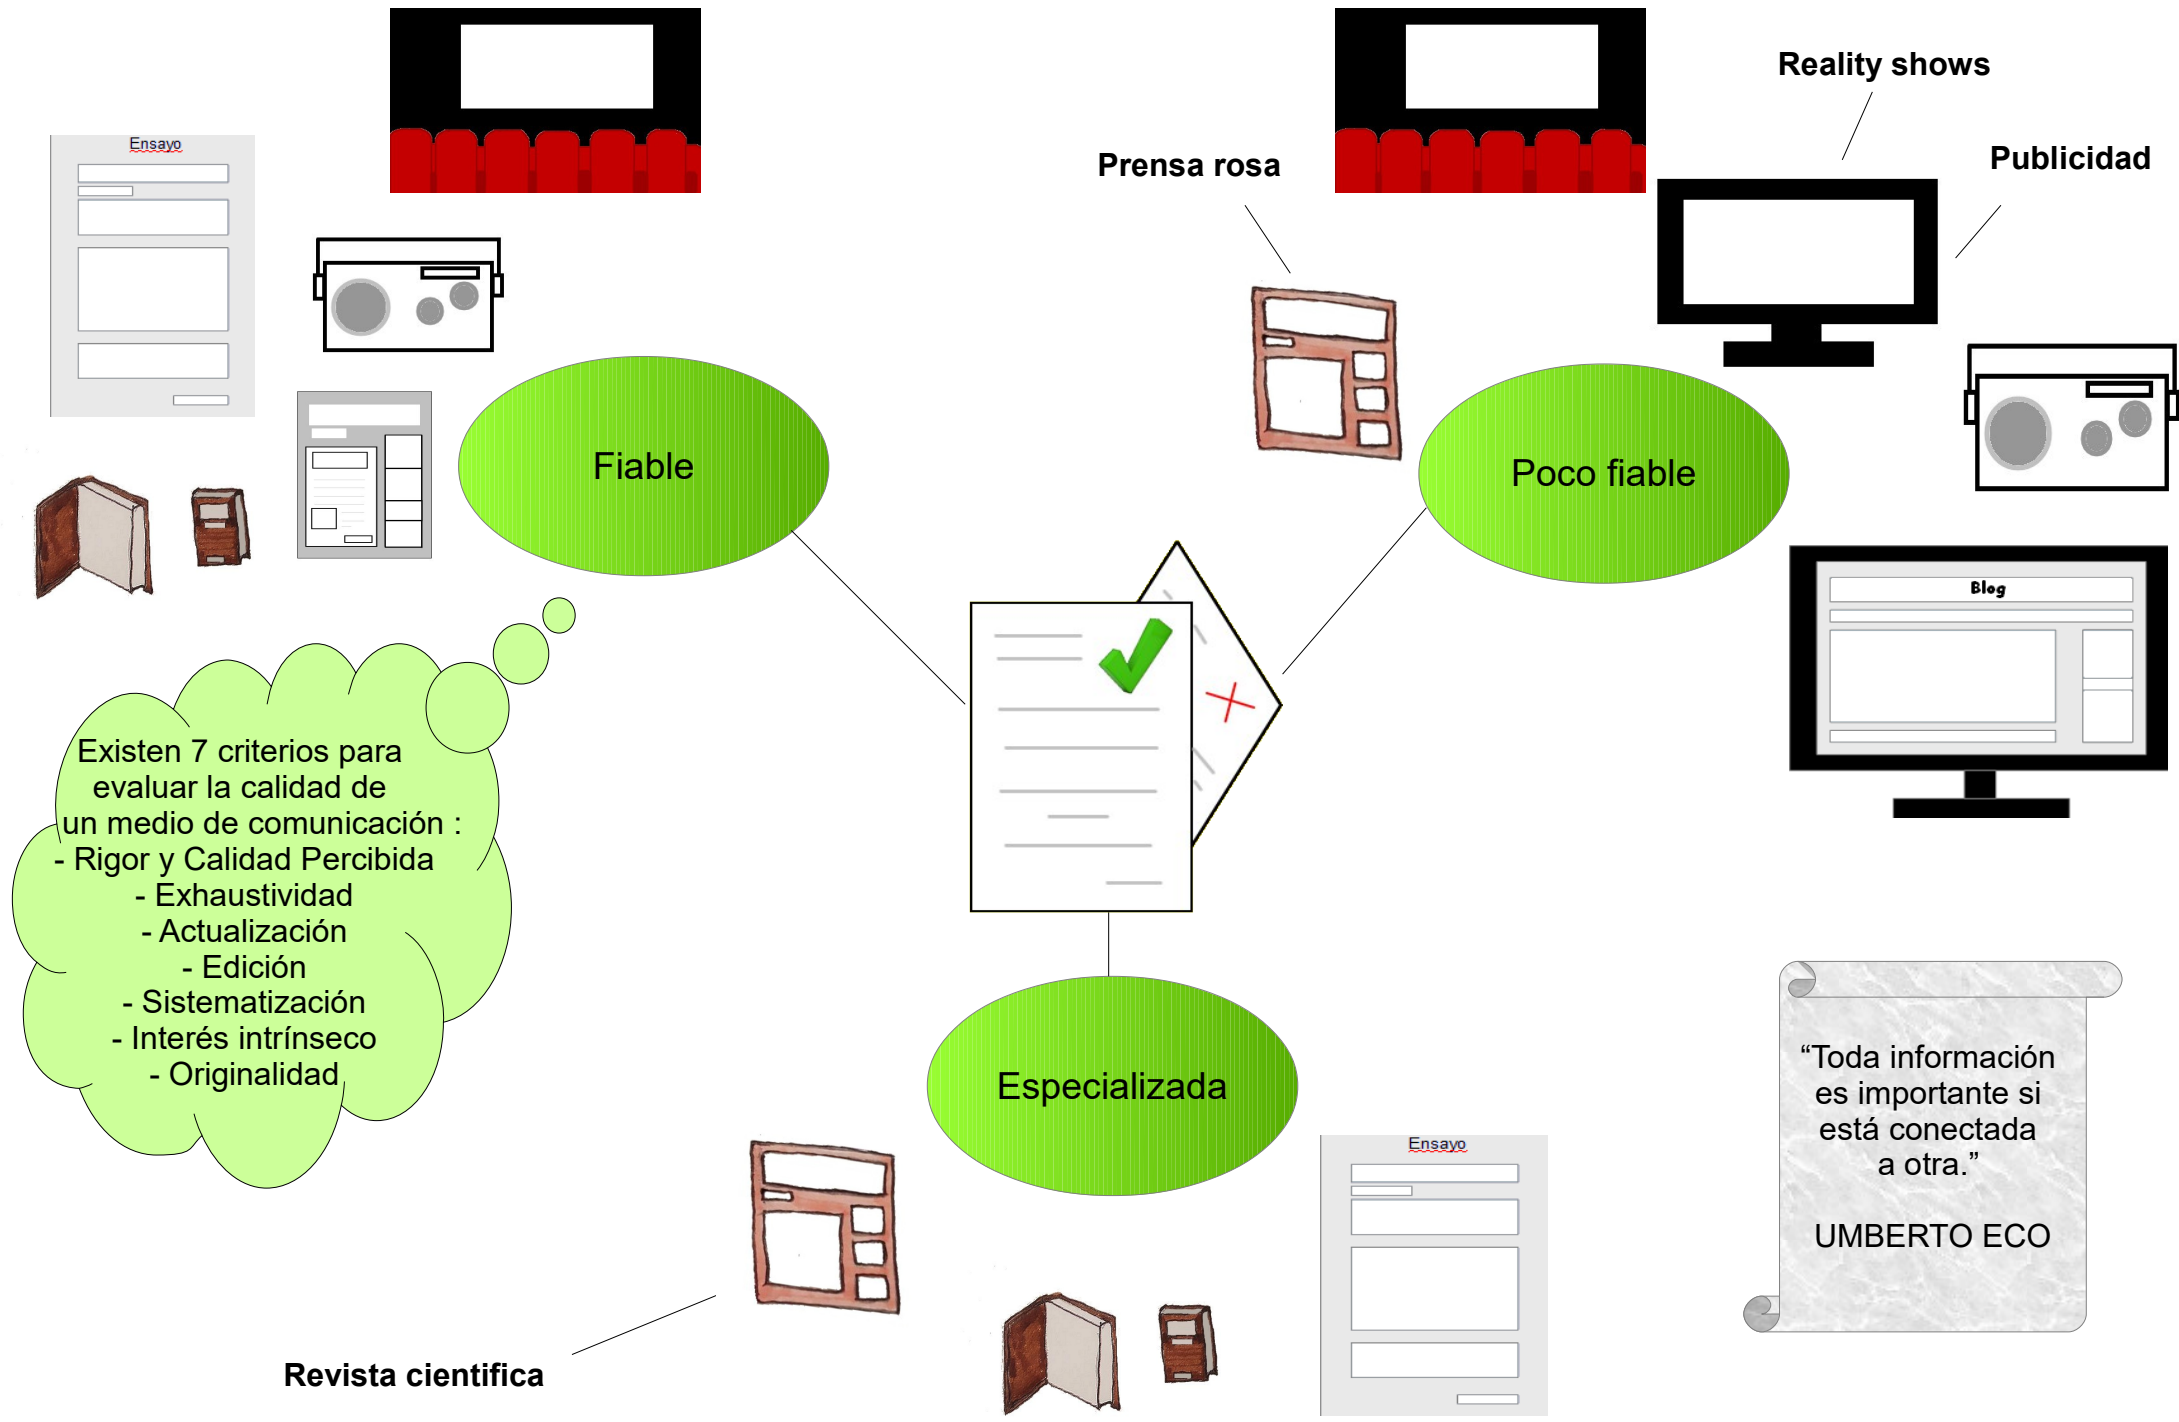 Reality shows
Publicidad
Prensa rosa
Ensayo
Fiable
Poco fiable
Blog
Existen 7 criterios para
evaluar la calidad de
un medio de comunicación :
- Rigor y Calidad Percibida
- Exhaustividad
- Actualización
- Edición
- Sistematización
- Interés intrínseco
- Originalidad
Especializada
Ensayo
Revista cientifica
“Toda información
es importante si
está conectada
a otra.”
UMBERTO ECO